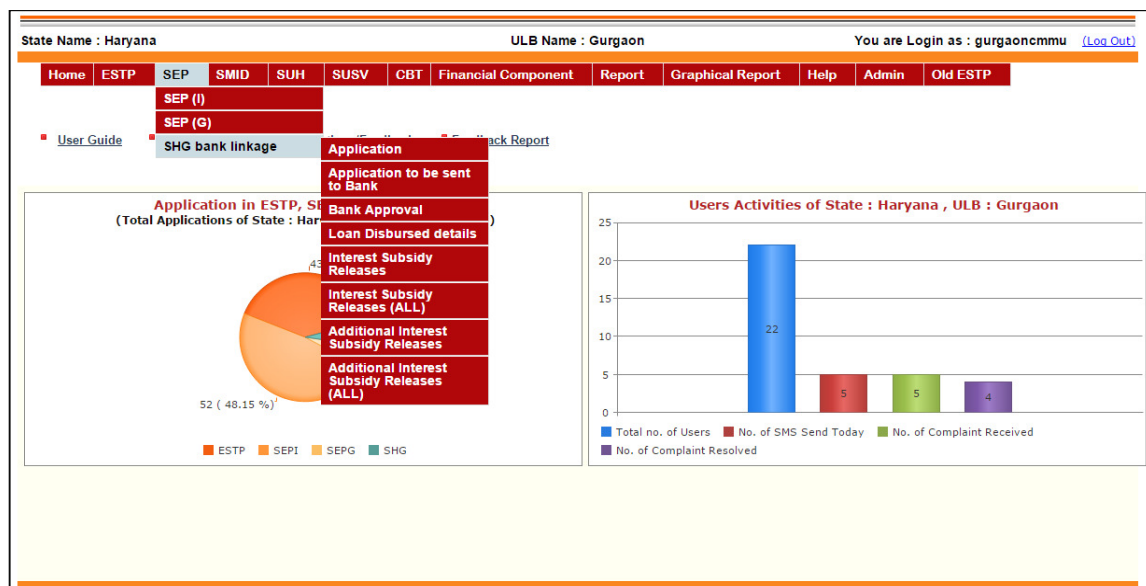 State Name : Haryana ULB Name : Gurgaon You are Login as : gurgaoncmmu (Log Out)
Home ESTP SEP SMID SUH SUSV CBT Financial Component Report Graphical Report Help Admin Old ESTP
SEP (I)
SEP (G)
SHG bank linkage
User Guide
ack Report
Application
Application to be sent
to Bank
Bank Approval
Loan Disbursed details
Interest Subsidy
Releases
Interest Subsidy
Releases (ALL)
Additional Interest
Subsidy Releases
Additional Interest
Subsidy Releases
(ALL)
Application in ESTP, SE
(Total Applications of State : Har )
43
52 ( 48.15 %)
ESTP SEPI SEPG SHG
Users Activities of State : Haryana , ULB : Gurgaon
25
20
15
10
5
0
22
5
5
4
Total no. of Users No. of SMS Send Today No. of Complaint Received
No. of Complaint Resolved